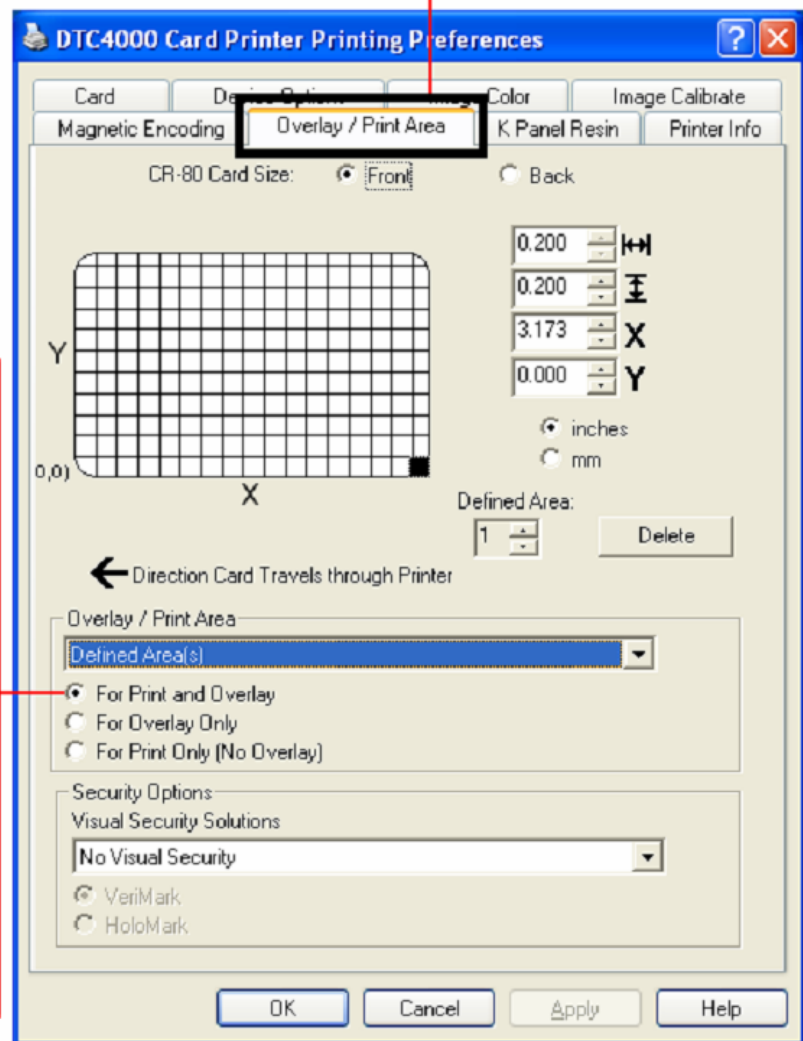 DTC4000 Card Printer Printing Preferences
Card
Image Calibrate
Magnetic Encoding
Overlay / Print Area
K Panel Resin
Printer Info
Color
CR-80 Card Size:
Front
Back
0.200
0.200
3.173 X
0.000 Y
Y
inches
mm
0,0)
X
Defined Area:
1
Delete
Direction Card Travels through Printer
Overlay / Print Area
Defined Area(s)
For Print and Overlay
For Overlay Only
For Print Only (No Overlay)
Security Options
Visual Security Solutions
No Visual Security
VeriMark
HoloMark
OK
Cancel
Apply
Help